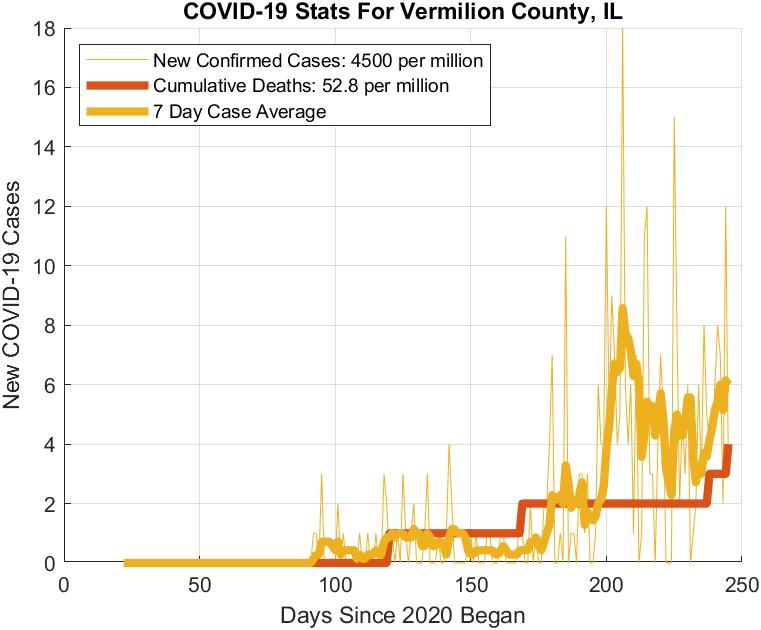 COVID-19 Stats For Vermilion County, IL
New Confirmed Cases: 4500 per million
Cumulative Deaths: 52.8 per million
7 Day Case Average
New COVID-19 Cases
18
16
14
12
10
8
6
4
2
0
0 50 100 150 200 250
Days Since 2020 Began